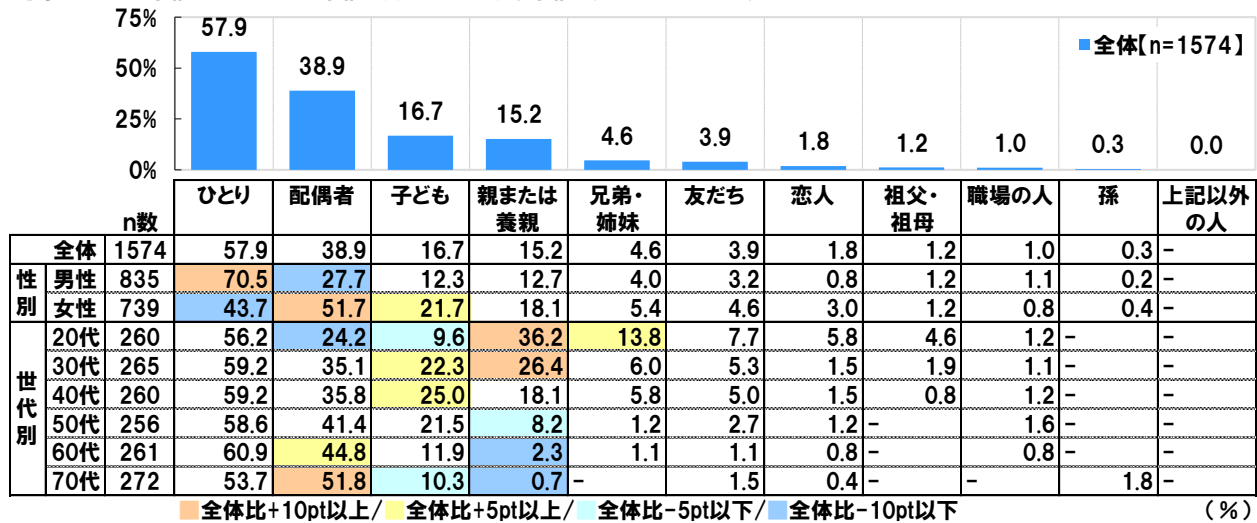 75%
50%
25%
0%
57.9 38.9 16.7 15.2 4.6 3.9 1.8 1.2 1.0 0.3 0.0
■全体【n=1574】
n数 ひとり 配偶者 子ども 親または養親 兄弟・姉妹 友だち 恋人 祖父・祖母 職場の人 孫 上記以外の人
全体 1574 57.9 38.9 16.7 15.2 4.6 3.9 1.8 1.2 1.0 0.3 -
性別
男性 835 70.5 27.7 12.3 12.7 4.0 3.2 0.8 1.2 1.1 0.2 -
女性 739 43.7 51.7 21.7 18.1 5.4 4.6 3.0 1.2 0.8 0.4 -
世代別
20代 260 56.2 24.2 9.6 36.2 13.8 7.7 5.8 4.6 1.2 - -
30代 265 59.2 35.1 22.3 26.4 6.0 5.3 1.5 1.9 1.1 - -
40代 260 59.2 35.8 25.0 18.1 5.8 5.0 1.5 0.8 1.2 - -
50代 256 58.6 41.4 21.5 8.2 1.2 2.7 1.2 - 1.6 - -
60代 261 60.9 44.8 11.9 2.3 1.1 1.1 0.8 - 0.8 - -
70代 272 53.7 51.8 10.3 0.7 - 1.5 0.4 - - 1.8 -
■全体比+10pt以上/■全体比+5pt以上/■全体比-5pt以下/■全体比-10pt以下 (%)